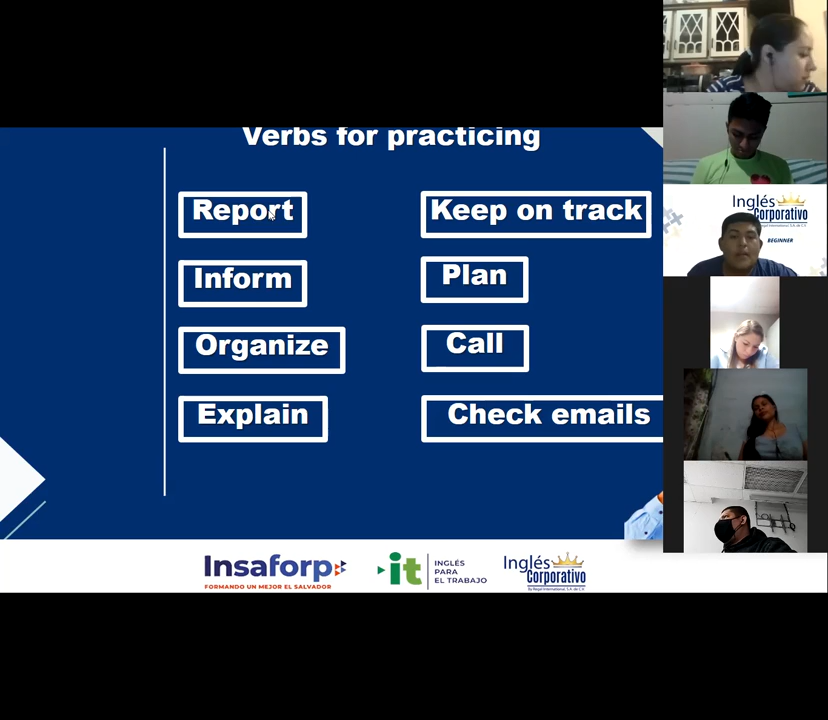 Verbs for practicing
Report
Keep on track
Inform
Plan
Organize
Call
Explain
Check emails
Insaforp
FORMANDO UN MEJOR EL SALVADOR
it
INGLÉS
PARA
EL TRABAJO
Inglés
Corporativo
Inglés
Corporativo
BEGINNER